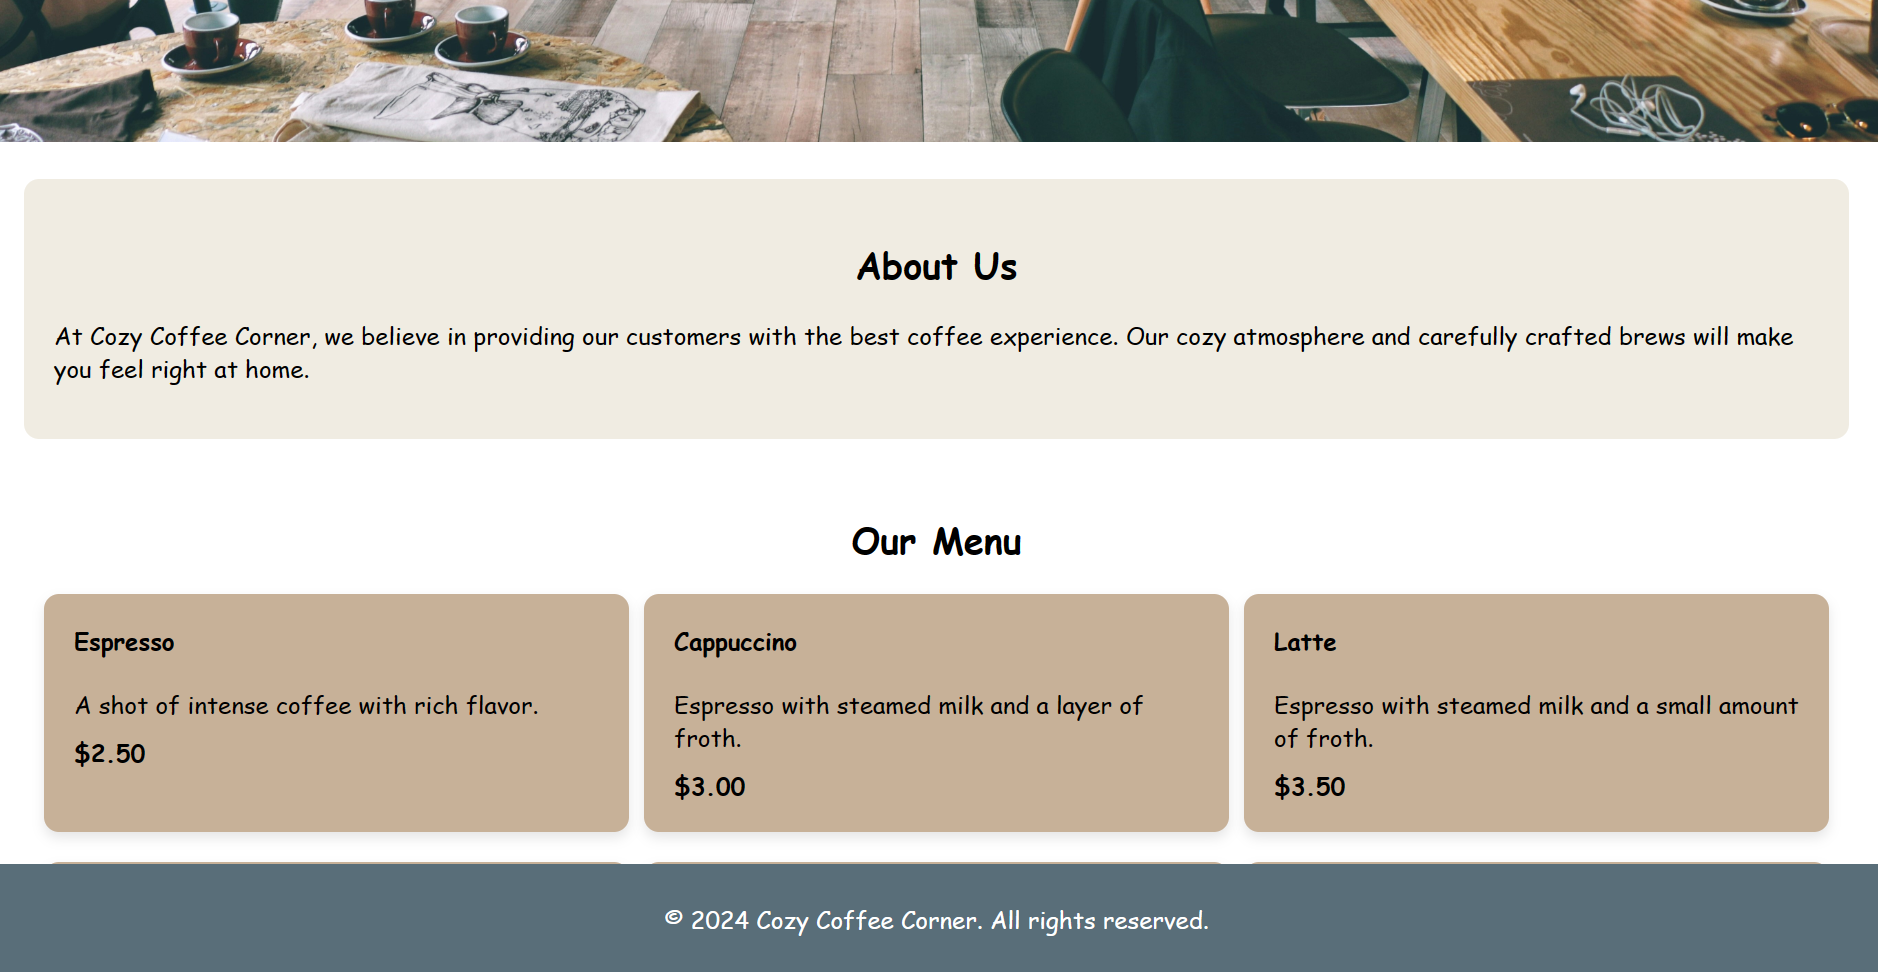 About Us
At Cozy Coffee Corner, we believe in providing our customers with the best coffee experience. Our cozy atmosphere and carefully crafted brews will make
you feel right at home.
Our Menu
Espresso
A shot of intense coffee with rich flavor.
$2.50
Cappuccino
Espresso with steamed milk and a layer of
froth.
$3.00
Latte
Espresso with steamed milk and a small amount
of froth.
$3.50
© 2024 Cozy Coffee Corner. All rights reserved.